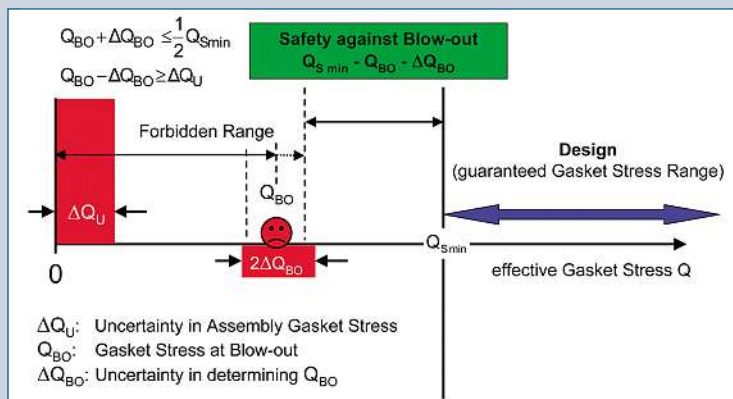 Q_BO + ΔQ_BO ≤ 1/2 Q_Smin
Q_BO − ΔQ_BO ≥ ΔQ_U
Safety against Blow-out
Q_S min - Q_BO - ΔQ_BO
Forbidden Range
Design
(guaranteed Gasket Stress Range)
Q_BO
ΔQ_U
Q_Smin
0
2ΔQ_BO
effective Gasket Stress Q
ΔQ_U: Uncertainty in Assembly Gasket Stress
Q_BO: Gasket Stress at Blow-out
ΔQ_BO: Uncertainty in determining Q_BO